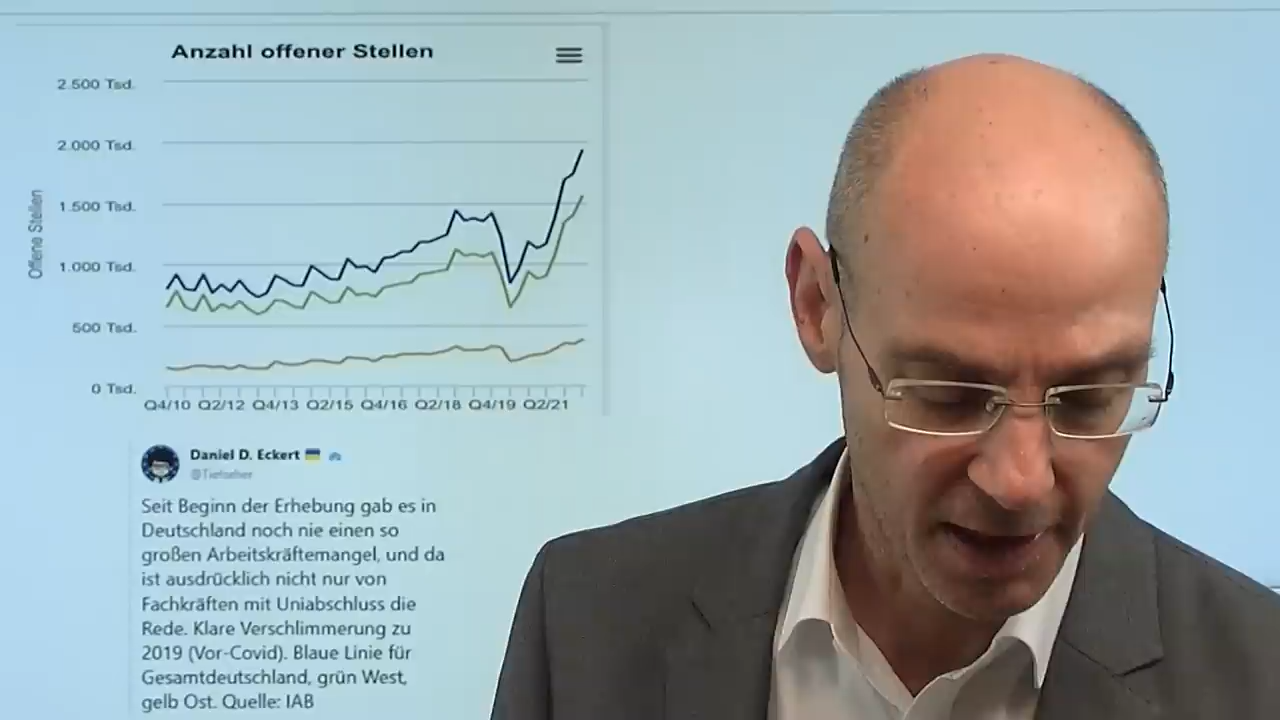 Anzahl offener Stellen
2.500 Tsd.
2.000 Tsd.
1.500 Tsd.
1.000 Tsd.
500 Tsd.
0 Tsd.
Offene Stellen
Q4/10 Q2/12 Q4/13 Q2/15 Q4/16 Q2/18 Q4/19 Q2/21
Daniel D. Eckert
@Tiefseher
Seit Beginn der Erhebung gab es in
Deutschland noch nie einen so
großen Arbeitskräftemangel, und da
ist ausdrücklich nicht nur von
Fachkräften mit Uniabschluss die
Rede. Klare Verschlimmerung zu
2019 (Vor-Covid). Blaue Linie für
Gesamtdeutschland, grün West,
gelb Ost. Quelle: IAB